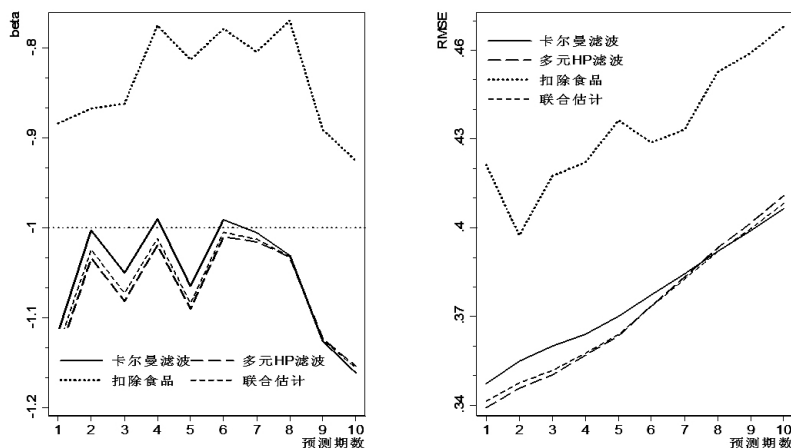 beta
-.8
-.9
-1
-1.1
-1.2
卡尔曼滤波
多元HP滤波
扣除食品
联合估计
1 2 3 4 5 6 7 8 9 10
预测期数
RMSE
.46
.43
.4
.37
.34
卡尔曼滤波
多元HP滤波
扣除食品
联合估计
1 2 3 4 5 6 7 8 9 10
预测期数